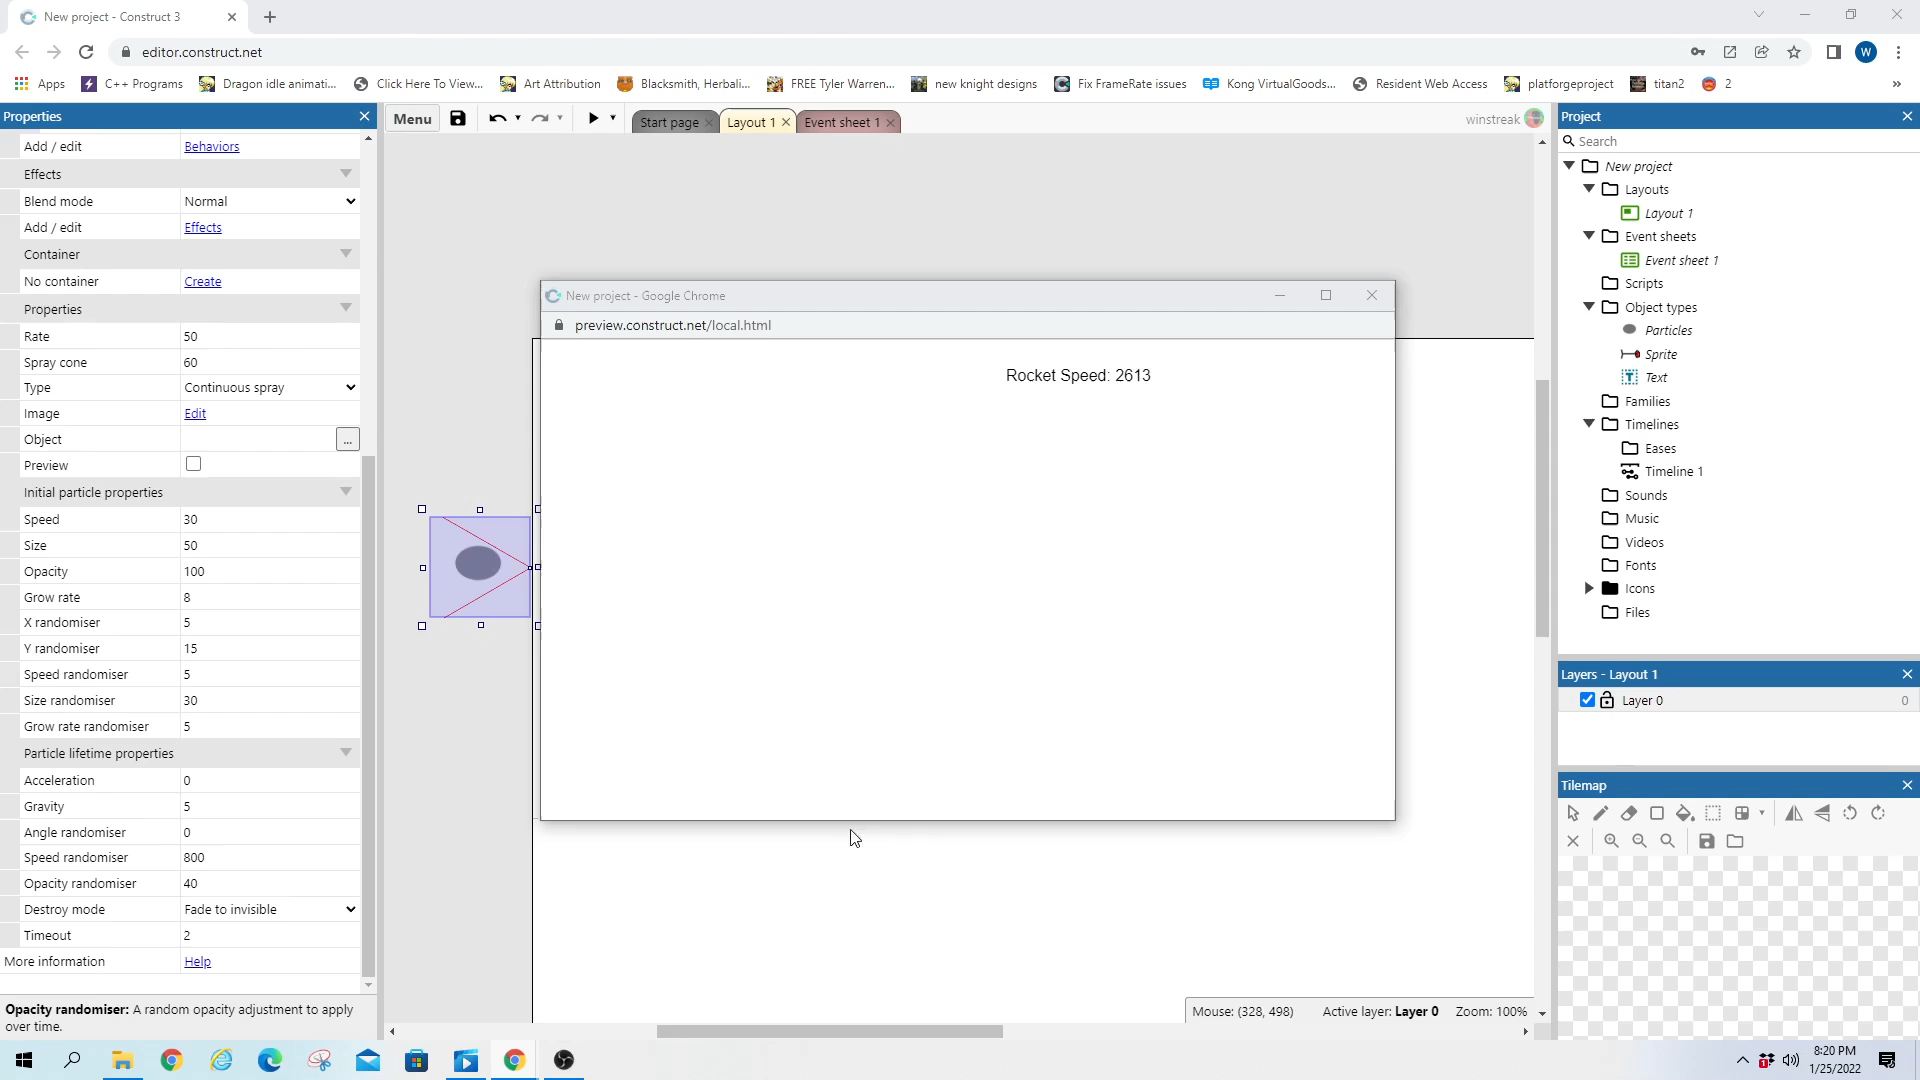 New project - Construct 3
editor.construct.net
W
Apps
C++ Programs
Dragon idle animati...
Click Here To View...
Art Attribution
Blacksmith, Herbali...
FREE Tyler Warren...
new knight designs
Fix FrameRate issues
Kong VirtualGoods...
Resident Web Access
platforgeproject
titan2
2
»
Properties
Add / edit Behaviors
Effects
Blend mode Normal
Add / edit Effects
Container
No container Create
Properties
Rate 50
Spray cone 60
Type Continuous spray
Image Edit
Object ...
Preview
Initial particle properties
Speed 30
Size 50
Opacity 100
Grow rate 8
X randomiser 5
Y randomiser 15
Speed randomiser 5
Size randomiser 30
Grow rate randomiser 5
Particle lifetime properties
Acceleration 0
Gravity 5
Angle randomiser 0
Speed randomiser 800
Opacity randomiser 40
Destroy mode Fade to invisible
Timeout 2
More information Help
Opacity randomiser: A random opacity adjustment to apply
over time.
Menu
Start page
Layout 1
Event sheet 1
winstreak
New project - Google Chrome
preview.construct.net/local.html
Rocket Speed: 2613
Mouse: (328, 498) Active layer: Layer 0 Zoom: 100%
Project
Search
New project
Layouts
Layout 1
Event sheets
Event sheet 1
Scripts
Object types
Particles
Sprite
T Text
Families
Timelines
Eases
Timeline 1
Sounds
Music
Videos
Fonts
Icons
Files
Layers - Layout 1
Layer 0 0
Tilemap
8:20 PM
1/25/2022